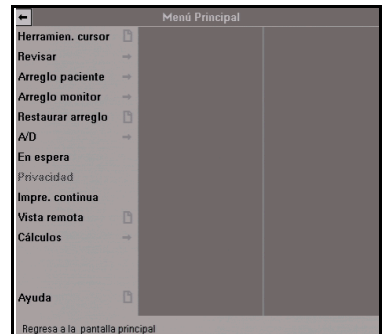 Menú Principal
Herramien. cursor
Revisar
Arreglo paciente
Arreglo monitor
Restaurar arreglo
A/D
En espera
Privacidad
Impre. continua
Vista remota
Cálculos
Ayuda
Regresa a la pantalla principal